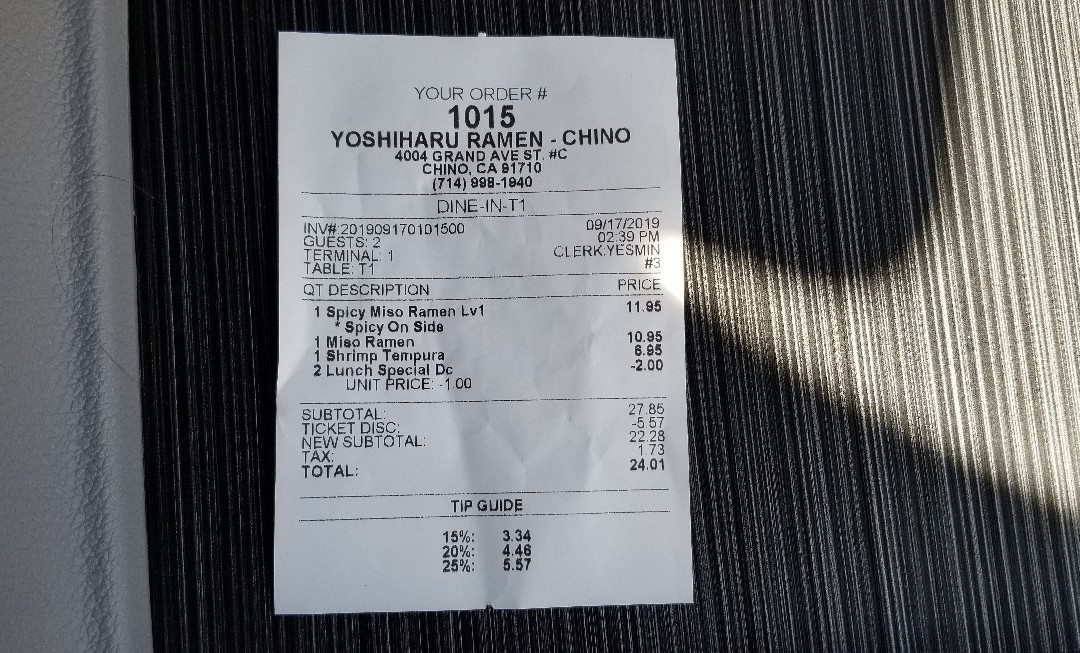 YOUR ORDER #
1015
YOSHIHARU RAMEN - CHINO
4004 GRAND AVE ST. #C
CHINO, CA 91710
(714) 998-1940
DINE-IN-T1
INV#:201909170101500 09/17/2019
GUESTS: 2 02:39 PM
TERMINAL: 1 CLERK:YESMIN
TABLE: T1 #3
QT DESCRIPTION PRICE
1 Spicy Miso Ramen Lv1 11.95
* Spicy On Side
1 Miso Ramen 10.95
1 Shrimp Tempura 6.95
2 Lunch Special Dc -2.00
UNIT PRICE: -1.00
SUBTOTAL: 27.85
TICKET DISC: -5.57
NEW SUBTOTAL: 22.28
TAX: 1.73
TOTAL: 24.01
TIP GUIDE
15%: 3.34
20%: 4.46
25%: 5.57